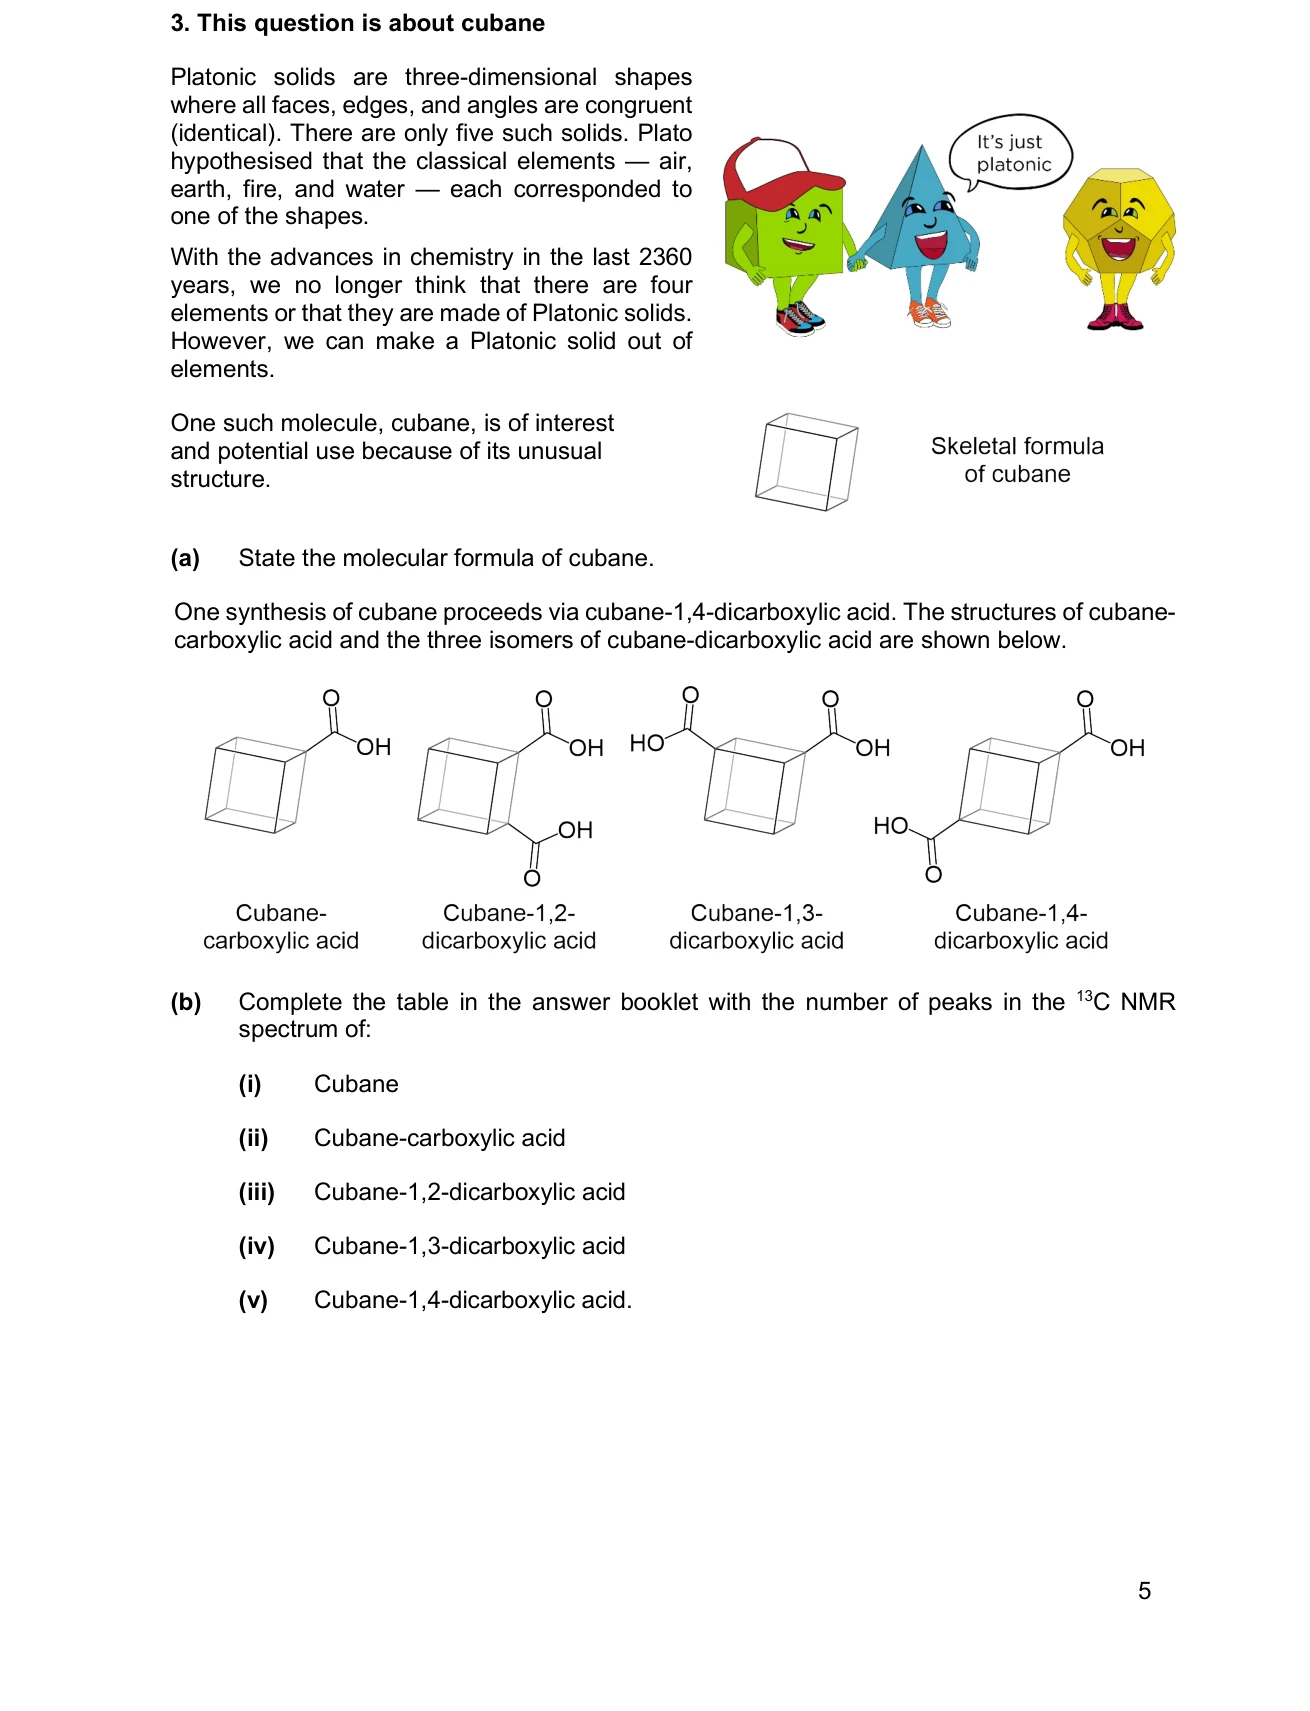 3. This question is about cubane
Platonic solids are three-dimensional shapes
where all faces, edges, and angles are congruent
(identical). There are only five such solids. Plato
hypothesised that the classical elements — air,
earth, fire, and water — each corresponded to
one of the shapes.
It's just
platonic
With the advances in chemistry in the last 2360
years, we no longer think that there are four
elements or that they are made of Platonic solids.
However, we can make a Platonic solid out of
elements.
One such molecule, cubane, is of interest
and potential use because of its unusual
structure.
Skeletal formula
of cubane
(a) State the molecular formula of cubane.
One synthesis of cubane proceeds via cubane-1,4-dicarboxylic acid. The structures of cubane-
carboxylic acid and the three isomers of cubane-dicarboxylic acid are shown below.
O
OH
O
OH
OH
O
O
HO
O
OH
O
OH
HO
O
Cubane-
carboxylic acid
Cubane-1,2-
dicarboxylic acid
Cubane-1,3-
dicarboxylic acid
Cubane-1,4-
dicarboxylic acid
(b) Complete the table in the answer booklet with the number of peaks in the ¹³C NMR
spectrum of:
(i) Cubane
(ii) Cubane-carboxylic acid
(iii) Cubane-1,2-dicarboxylic acid
(iv) Cubane-1,3-dicarboxylic acid
(v) Cubane-1,4-dicarboxylic acid.
5